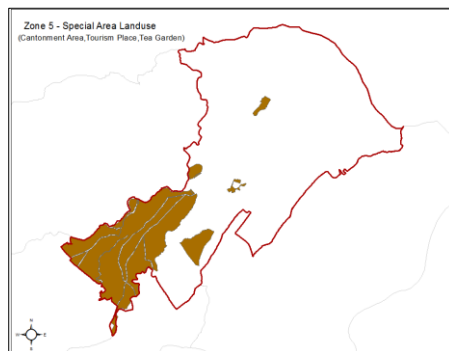 Zone 5 - Special Area Landuse
(Cantonment Area,Tourism Place,Tea Garden)
N
W E
S